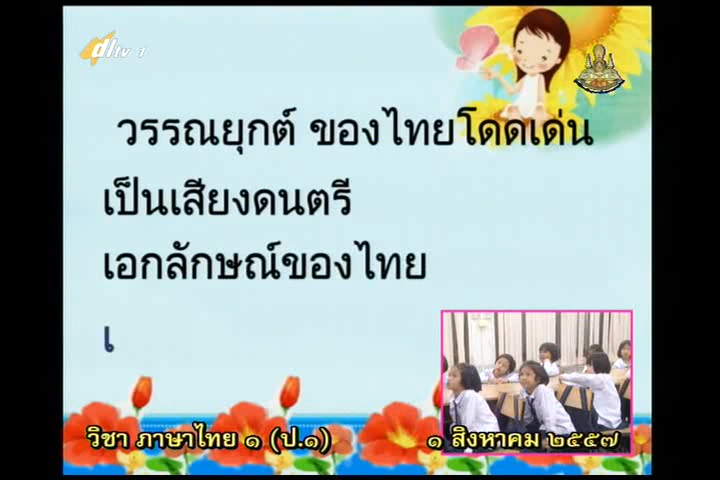 dltv 1
วรรณยุกต์ ของไทยโดดเด่น
เป็นเสียงดนตรี
เอกลักษณ์ของไทย
เ
วิชา ภาษาไทย ๑ (ป.๑)
๑ สิงหาคม ๒๕๕๗